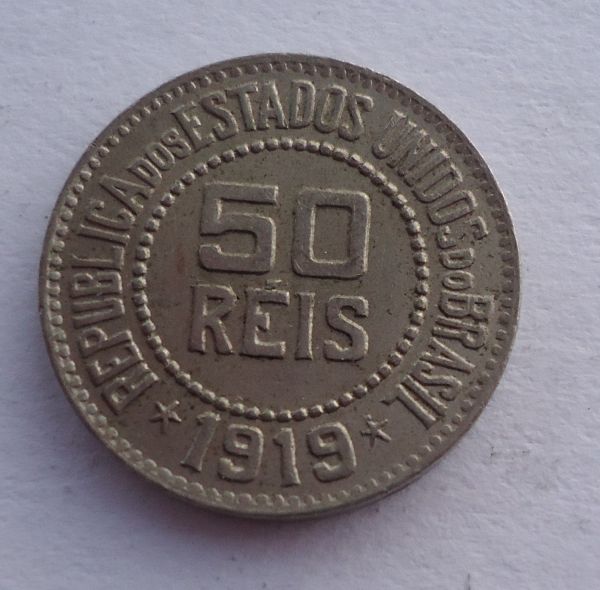 REPUBLICA DOS ESTADOS UNIDOS DO BRASIL
50
RÉIS
1919